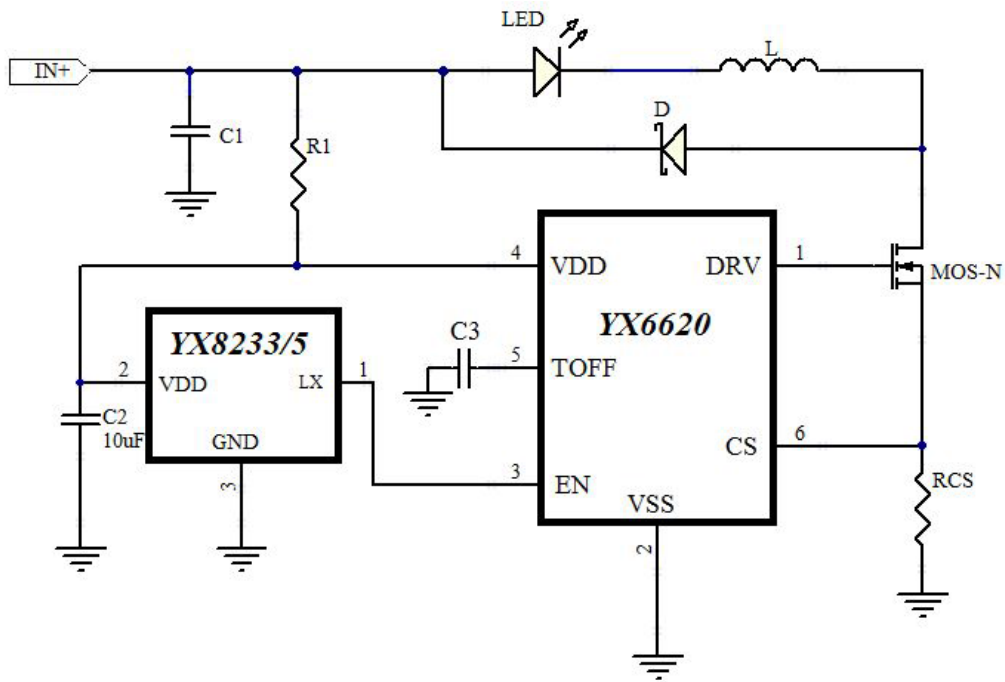 LED
IN+
L
C1
R1
D
4
VDD
DRV
1
MOS-N
YX6620
YX8233/5
C3
5
TOFF
2
VDD
LX
1
C2
10uF
GND
3
CS
6
3
EN
RCS
VSS
2